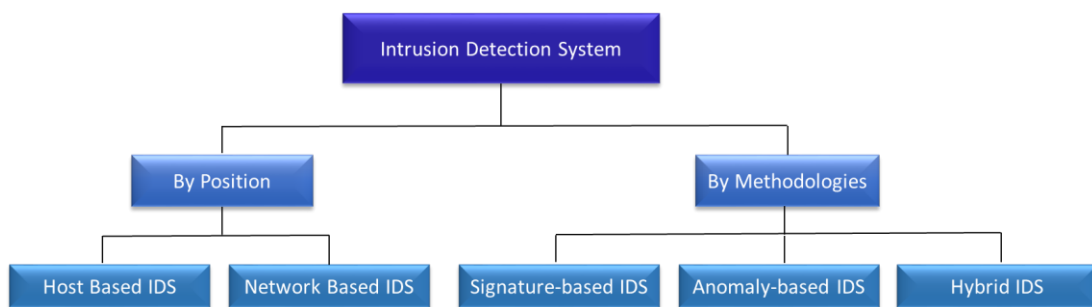 Intrusion Detection System
By Position
By Methodologies
Host Based IDS
Network Based IDS
Signature-based IDS
Anomaly-based IDS
Hybrid IDS